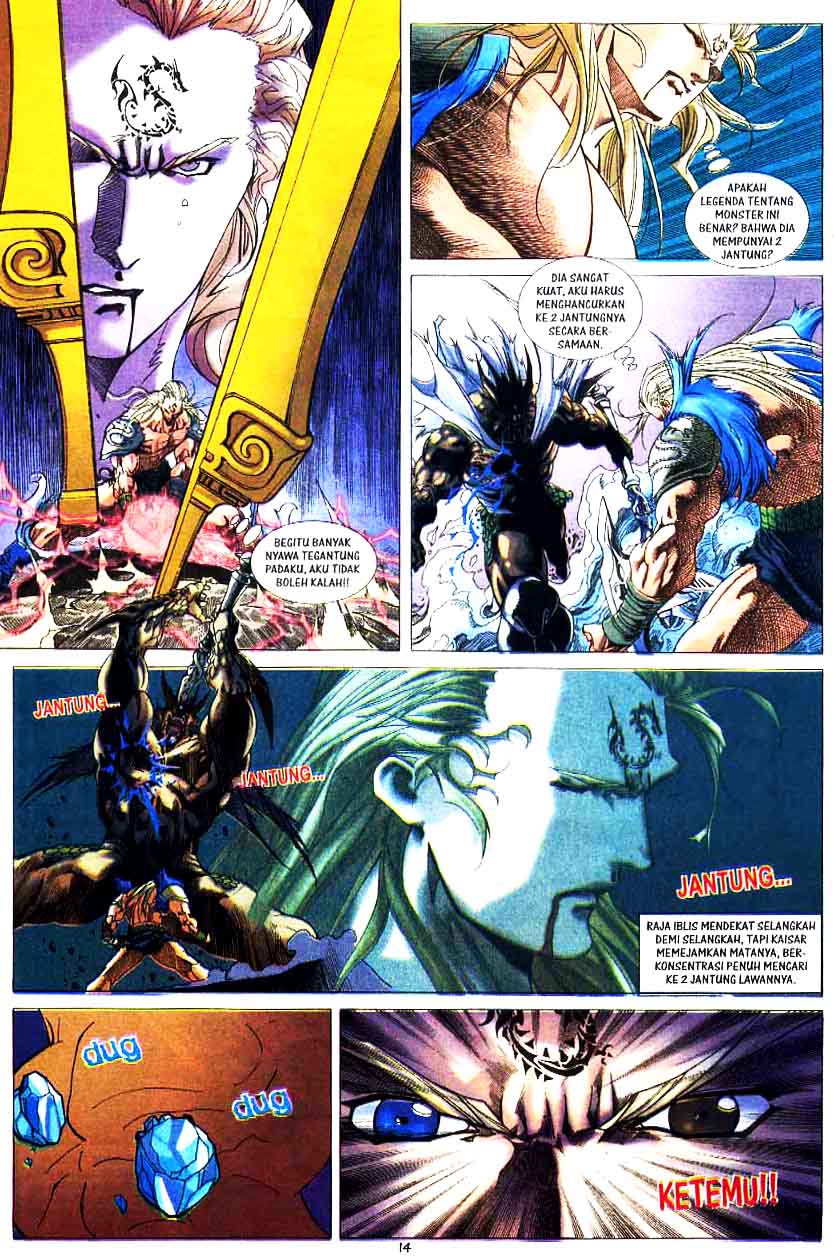 BEGITU BANYAK
NYAWA TEGANTUNG
PADAKU, AKU TIDAK
BOLEH KALAH!!
APAKAH
LEGENDA TENTANG
MONSTER INI
BENAR? BAHWA DIA
MEMPUNYAI 2
JANTUNG?
DIA SANGAT
KUAT, AKU HARUS
MENGHANCURKAN
KE 2 JANTUNGNYA
SECARA BER-
SAMAAN.
JANTUNG...
JANTUNG...
JANTUNG...
RAJA IBLIS MENDEKAT SELANGKAH
DEMI SELANGKAH, TAPI KAISAR
MEMEJAMKAN MATANYA, BER-
KONSENTRASI PENUH MENCARI
KE 2 JANTUNG LAWANNYA.
dug
dug
KETEMU!!
14